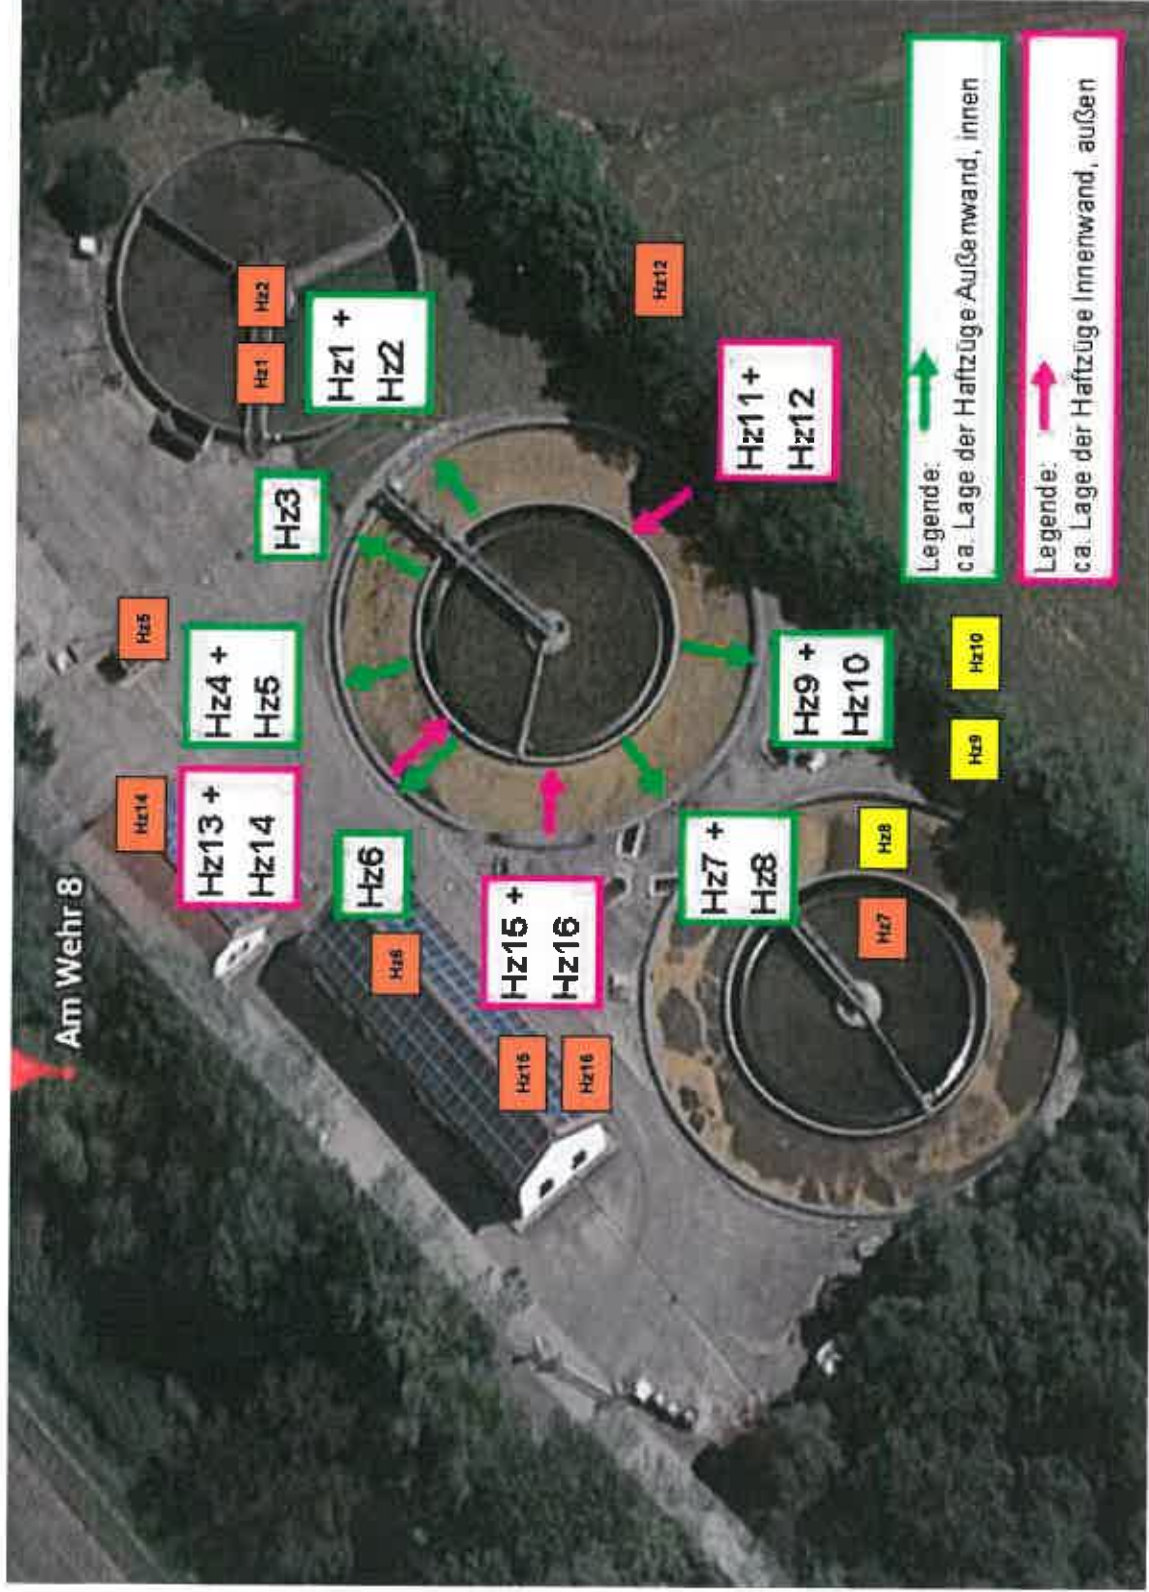 Am Wehr 8
Hz14
Hz5
Hz13 +
Hz14
Hz4 +
Hz5
Hz1
Hz2
Hz3
Hz1 +
Hz2
Hz6
Hz6
Hz15 +
Hz16
Hz15
Hz16
Hz12
Hz7 +
Hz8
Hz11+
Hz12
Hz9 +
Hz10
Hz7
Hz8
Hz9
Hz10
Legende:
ca. Lage der Haftzüge Außenwand, innen
Legende:
ca. Lage der Haftzüge Innenwand, außen